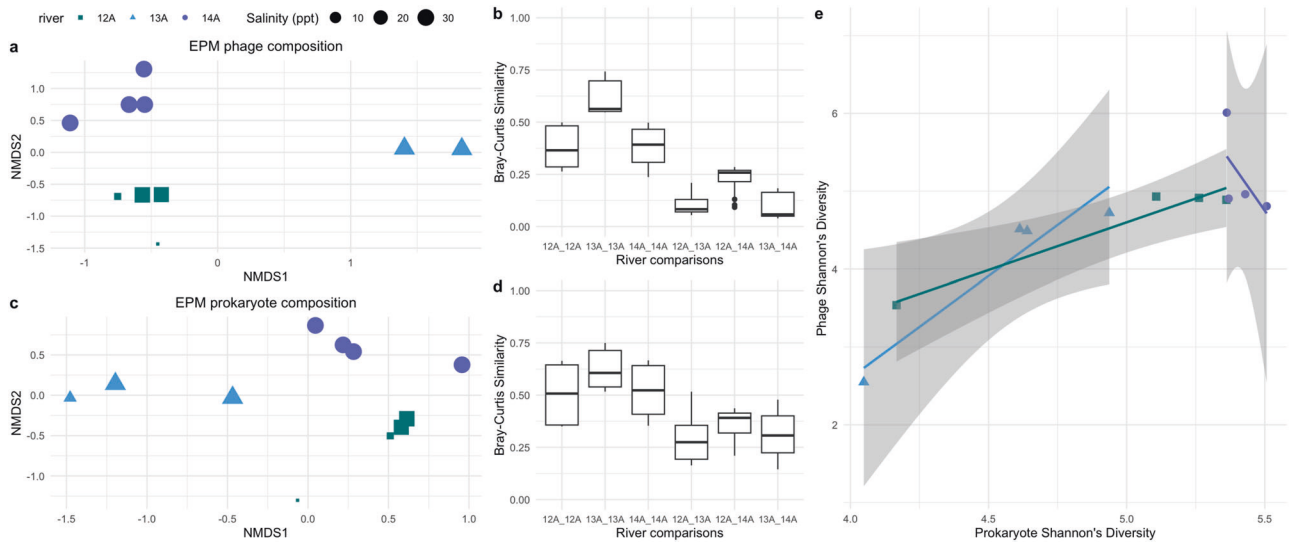 river 12A 13A 14A Salinity (ppt) 10 20 30
a EPM phage composition
1.0
0.5
0.0
-0.5
-1.0
-1.5
NMDS2
-1 0 1
NMDS1
c EPM prokaryote composition
0.5
0.0
-0.5
-1.0
NMDS2
-1.5 -1.0 -0.5 0.0 0.5 1.0
NMDS1
b
1.00
0.75
0.50
0.25
0.00
Bray-Curtis Similarity
12A_12A 13A_13A 14A_14A 12A_13A 12A_14A 13A_14A
River comparisons
d
1.00
0.75
0.50
0.25
0.00
Bray-Curtis Similarity
12A_12A 13A_13A 14A_14A 12A_13A 12A_14A 13A_14A
River comparisons
e
6
4
2
Phage Shannon's Diversity
4.0 4.5 5.0 5.5
Prokaryote Shannon's Diversity